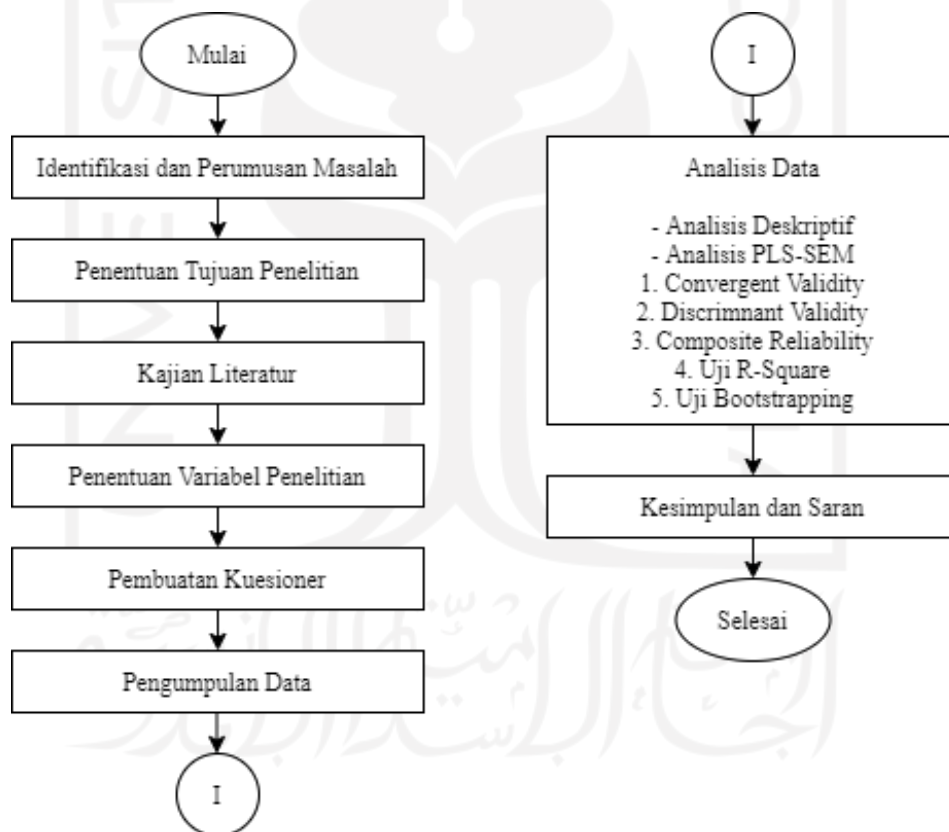 Mulai
Identifikasi dan Perumusan Masalah
Penentuan Tujuan Penelitian
Kajian Literatur
Penentuan Variabel Penelitian
Pembuatan Kuesioner
Pengumpulan Data
I
I
Analisis Data
- Analisis Deskriptif
- Analisis PLS-SEM
1. Convergent Validity
2. Discrimnant Validity
3. Composite Reliability
4. Uji R-Square
5. Uji Bootstrapping
Kesimpulan dan Saran
Selesai